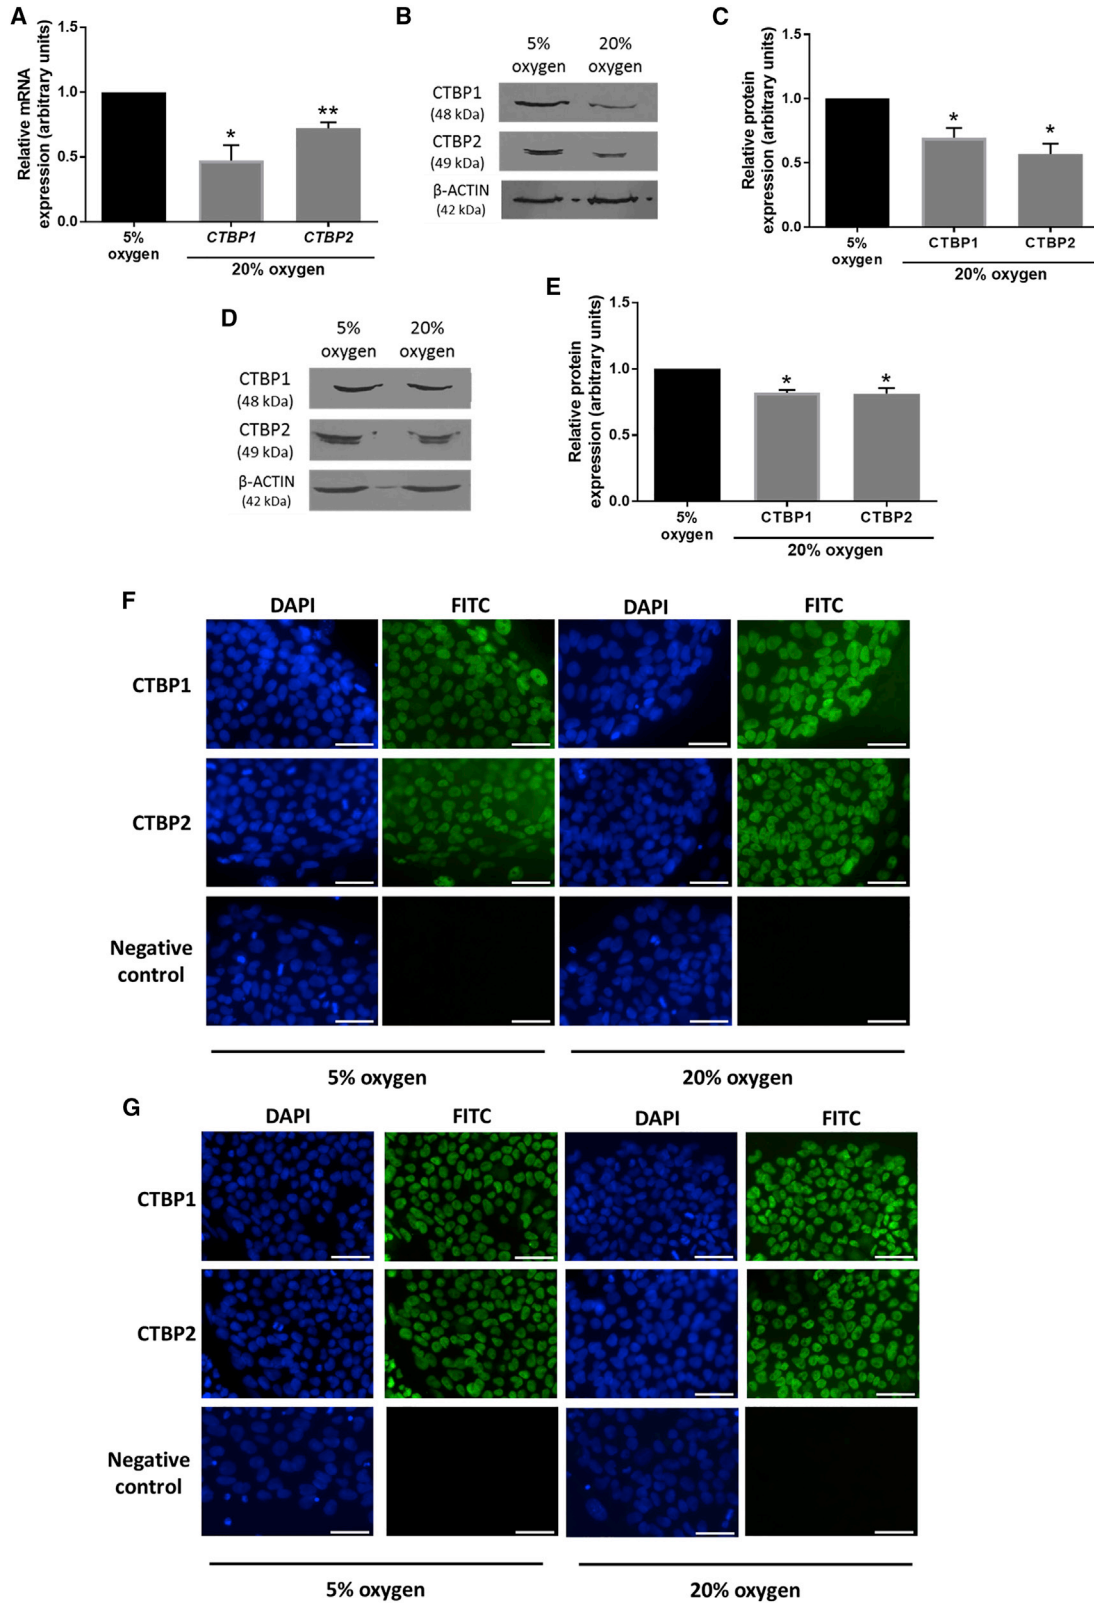 A
Relative mRNA
expression (arbitrary units)
1.5
1.0
0.5
0.0
*
**
5%
oxygen
CTBP1
CTBP2
20% oxygen
B
5%
oxygen
20%
oxygen
CTBP1
(48 kDa)
CTBP2
(49 kDa)
β-ACTIN
(42 kDa)
C
Relative protein
expression (arbitrary units)
1.5
1.0
0.5
0.0
*
*
5%
oxygen
CTBP1
CTBP2
20% oxygen
D
5%
oxygen
20%
oxygen
CTBP1
(48 kDa)
CTBP2
(49 kDa)
β-ACTIN
(42 kDa)
E
Relative protein
expression (arbitrary units)
1.5
1.0
0.5
0.0
*
*
5%
oxygen
CTBP1
CTBP2
20% oxygen
F
DAPI
FITC
DAPI
FITC
CTBP1
CTBP2
Negative
control
5% oxygen
20% oxygen
G
DAPI
FITC
DAPI
FITC
CTBP1
CTBP2
Negative
control
5% oxygen
20% oxygen